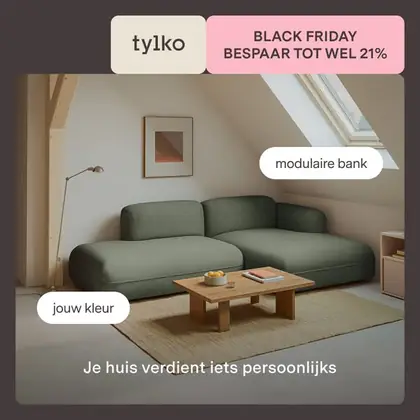 tylko
BLACK FRIDAY
BESPAAR TOT WEL 21%
modulaire bank
jouw kleur
Je huis verdient iets persoonlijks